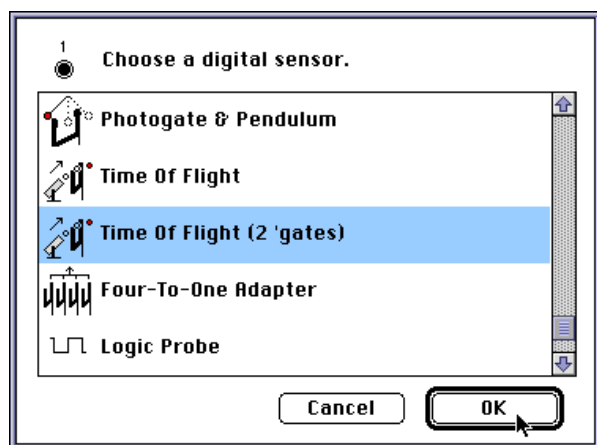 1
Choose a digital sensor.
Photogate & Pendulum
Time Of Flight
Time Of Flight (2 'gates)
Four-To-One Adapter
Logic Probe
Cancel OK